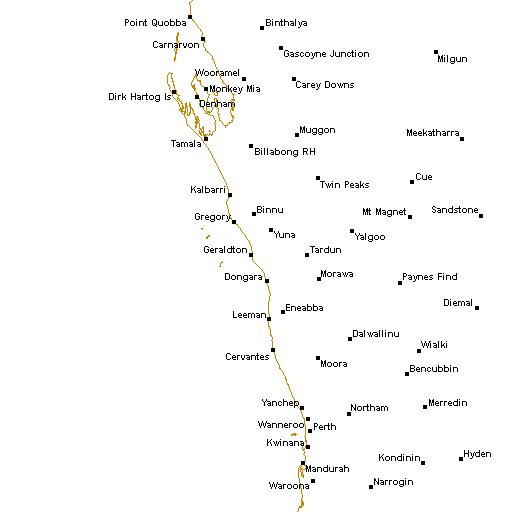 Point Quobba
Binthalya
Carnarvon
Gascoyne Junction
Milgun
Wooramel
Carey Downs
Monkey Mia
Dirk Hartog Is
Denham
Muggon
Meekatharra
Tamala
Billabong RH
Twin Peaks
Cue
Kalbarri
Binnu
Mt Magnet
Sandstone
Gregory
Yuna
Yalgoo
Geraldton
Tardun
Dongara
Morawa
Paynes Find
Diemal
Eneabba
Leeman
Dalwallinu
Wialki
Cervantes
Moora
Bencubbin
Yanchep
Northam
Merredin
Wanneroo
Perth
Kwinana
Mandurah
Kondinin
Hyden
Waroona
Narrogin